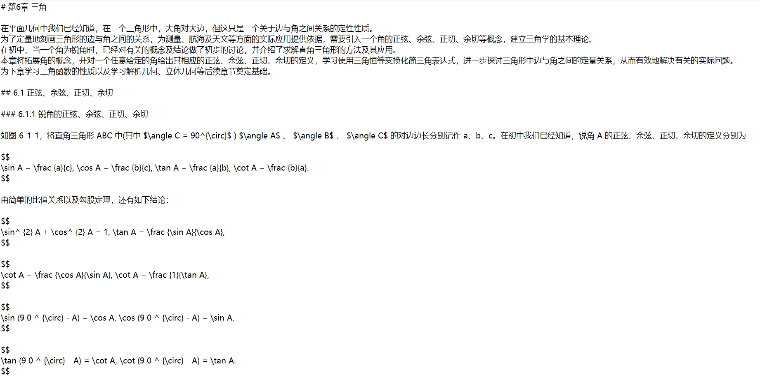 # 第6章 三角
在平面几何中我们已经知道，在一个三角形中，大角对大边，但这只是一个关于边与角之间关系的定性性质。
为了定量地刻画三角形的边与角之间的关系，为测量、航海及天文等方面的实际应用提供依据，需要引入一个角的正弦、余弦、正切、余切等概念，建立三角学的基本理论。
在初中，当一个角为锐角时，已经对有关的概念及结论做了初步的讨论，并介绍了求解直角三角形的方法及其应用。
本章将拓展角的概念，并对一个任意给定的角给出其相应的正弦、余弦、正切、余切的定义，学习使用三角恒等变换化简三角表达式，进一步探讨三角形中边与角之间的定量关系，从而有效地解决有关的实际问题。
为下章学习三角函数的性质以及学习解析几何、立体几何等后续章节奠定基础。
## 6.1 正弦、余弦、正切、余切
### 6.1.1 锐角的正弦、余弦、正切、余切
如图 6-1-1，将直角三角形 ABC 中(其中 $\angle C = 90^{\circ}$ ) $\angle A$ 、 $\angle B$ 、 $\angle C$ 的对边边长分别记作 a、b、c。在初中我们已经知道，锐角 A 的正弦、余弦、正切、余切的定义分别为
$$
\sin A = \frac {a}{c}, \cos A = \frac {b}{c}, \tan A = \frac {a}{b}, \cot A = \frac {b}{a}.
$$
由简单的比值关系以及勾股定理，还有如下结论：
$$
\sin^ {2} A + \cos^ {2} A = 1, \tan A = \frac {\sin A}{\cos A},
$$
$$
\cot A = \frac {\cos A}{\sin A}, \cot A = \frac {1}{\tan A},
$$
$$
\sin (9 0 ^ {\circ} - A) = \cos A, \cos (9 0 ^ {\circ} - A) = \sin A,
$$
$$
\tan (9 0 ^ {\circ} - A) = \cot A, \cot (9 0 ^ {\circ} - A) = \tan A.
$$